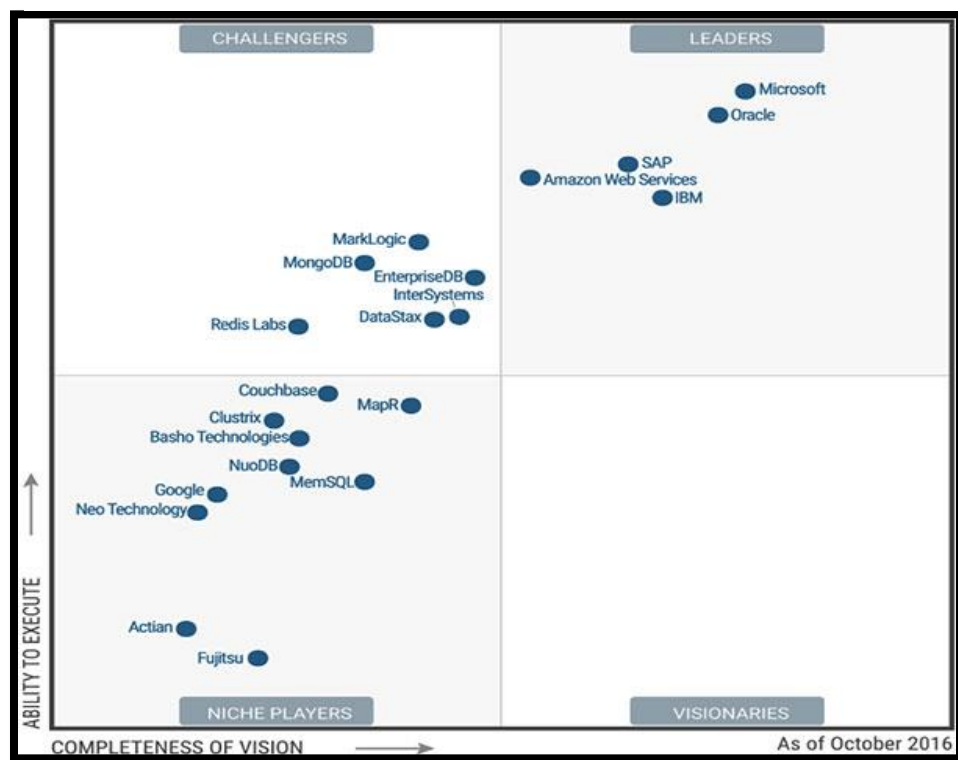 CHALLENGERS
LEADERS
Microsoft
Oracle
SAP
Amazon Web Services
IBM
MarkLogic
MongoDB
EnterpriseDB
InterSystems
DataStax
Redis Labs
Couchbase
MapR
Clustrix
Basho Technologies
NuoDB
MemSQL
Google
Neo Technology
Actian
Fujitsu
NICHE PLAYERS
VISIONARIES
ABILITY TO EXECUTE
COMPLETENESS OF VISION
As of October 2016